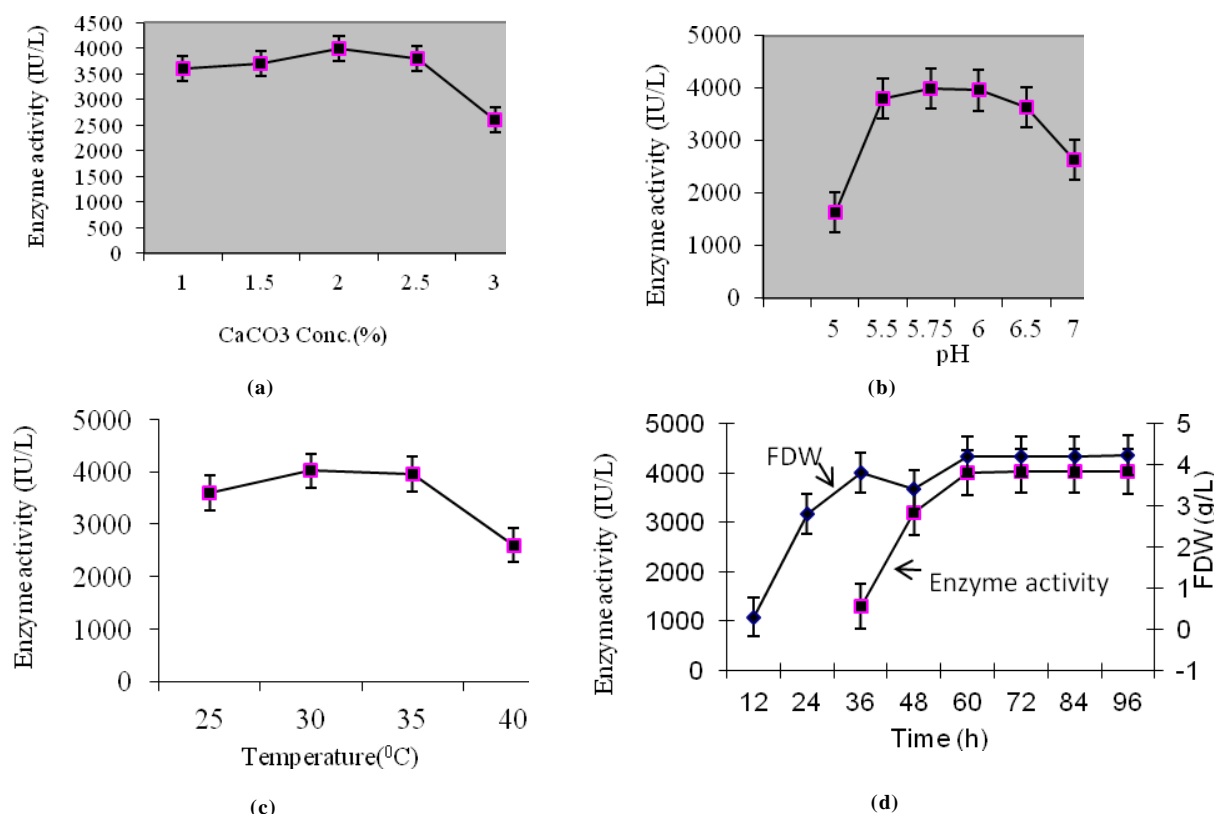 Enzyme activity (IU/L)
4500
4000
3500
3000
2500
2000
1500
1000
500
0
1 1.5 2 2.5 3
CaCO3 Conc.(%)
(a)
Enzyme activity (IU/L)
5000
4000
3000
2000
1000
0
5 5.5 5.75 6 6.5 7
pH
(b)
Enzyme activity (IU/L)
5000
4000
3000
2000
1000
0
25 30 35 40
Temperature(⁰C)
(c)
Enzyme activity (IU/L)
5000
4000
3000
2000
1000
0
FDW
Enzyme activity
5
4
3
2
1
0
-1
FDW (g/L)
12 24 36 48 60 72 84 96
Time (h)
(d)